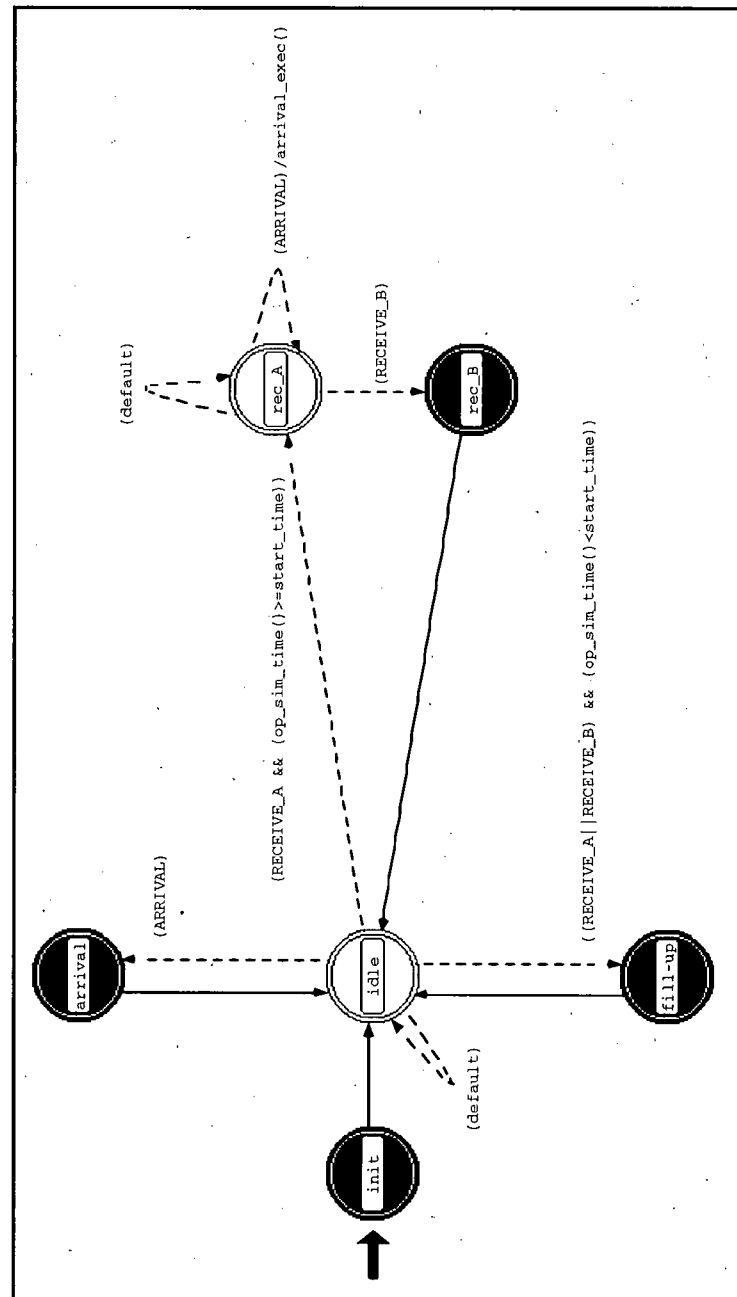 (default)
(ARRIVAL)/arrival_exec()
rec_A
(RECEIVE_B)
rec_B
(RECEIVE_A && (op_sim_time()>=start_time))
((RECEIVE_A||RECEIVE_B) && (op_sim_time()<start_time))
(ARRIVAL)
arrival
idle
fill-up
(default)
init